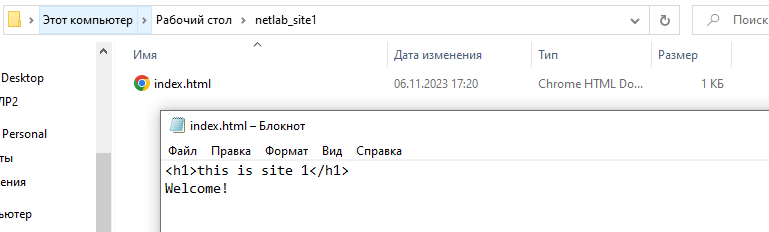 Этот компьютер > Рабочий стол > netlab_site1
Имя Дата изменения Тип Размер
Desktop
ЛР2
Personal
ты
ения
ьютер
index.html 06.11.2023 17:20 Chrome HTML Do... 1 КБ
index.html – Блокнот
Файл Правка Формат Вид Справка
<h1>this is site 1</h1>
Welcome!